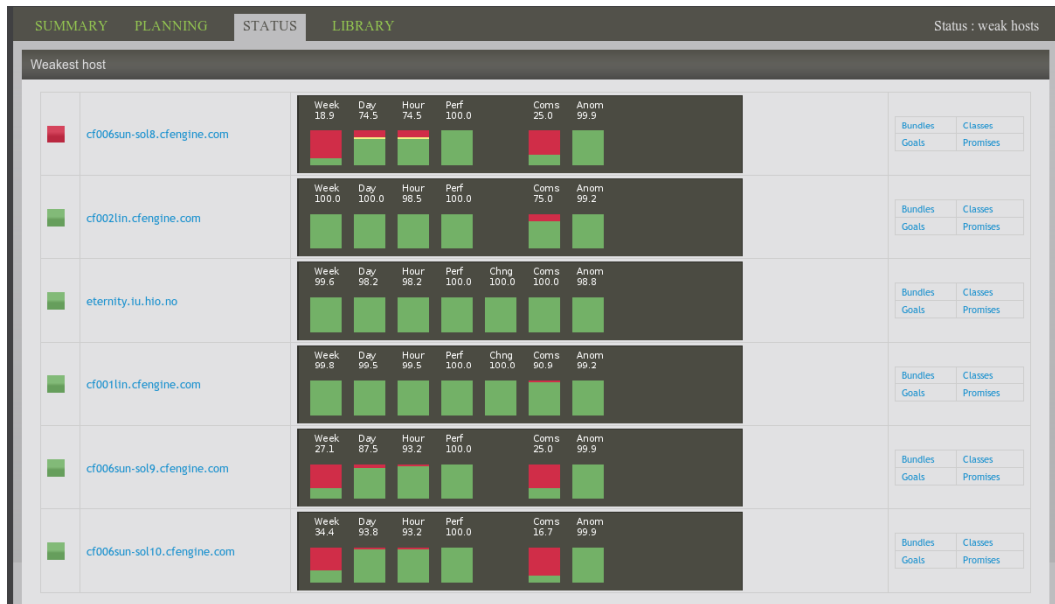 SUMMARY PLANNING STATUS LIBRARY Status : weak hosts
Weakest host
Week Day Hour Perf Coms Anom
18.9 74.5 74.5 100.0 25.0 99.9
cf006sun-sol8.cfengine.com
Bundles Classes
Goals Promises
Week Day Hour Perf Coms Anom
100.0 100.0 98.5 100.0 75.0 99.2
cf002lin.cfengine.com
Bundles Classes
Goals Promises
Week Day Hour Perf Chng Coms Anom
99.6 98.2 98.2 100.0 100.0 100.0 98.8
eternity.iu.hio.no
Bundles Classes
Goals Promises
Week Day Hour Perf Chng Coms Anom
99.8 99.5 99.5 100.0 100.0 90.9 99.2
cf001lin.cfengine.com
Bundles Classes
Goals Promises
Week Day Hour Perf Coms Anom
27.1 87.5 93.2 100.0 25.0 99.9
cf006sun-sol9.cfengine.com
Bundles Classes
Goals Promises
Week Day Hour Perf Coms Anom
34.4 93.8 93.2 100.0 16.7 99.9
cf006sun-sol10.cfengine.com
Bundles Classes
Goals Promises